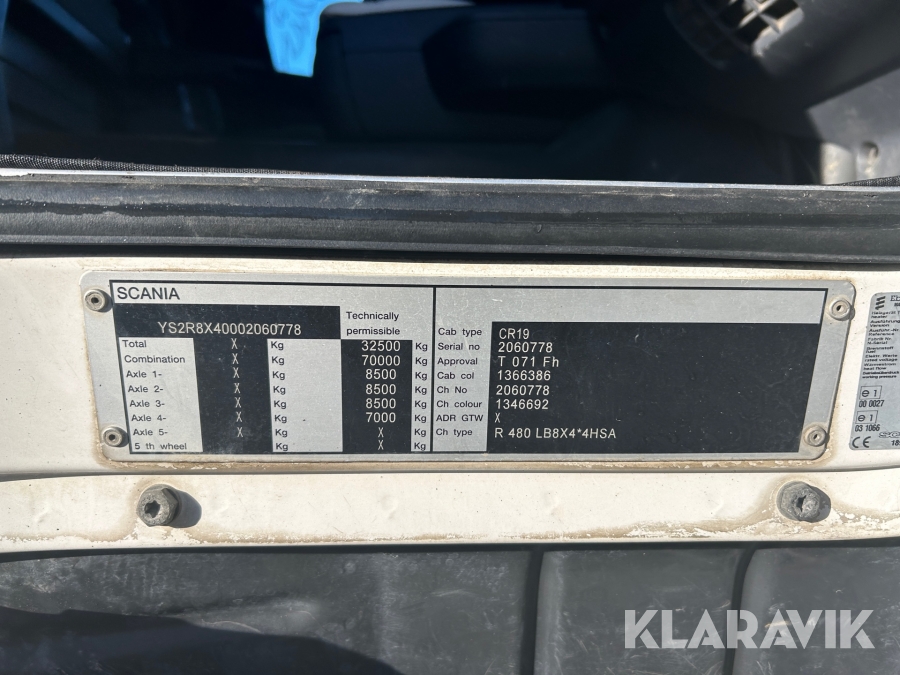 SCANIA
YS2R8X40002060778
Technically
permissible
Total X Kg 32500 Kg
Combination X Kg 70000 Kg
Axle 1- X Kg 8500 Kg
Axle 2- X Kg 8500 Kg
Axle 3- X Kg 8500 Kg
Axle 4- X Kg 7000 Kg
Axle 5- X Kg X Kg
5 th wheel Kg X Kg
Cab type CR19
Serial no 2060778
Approval T 071 Fh
Cab col 1366386
Ch No 2060778
Ch colour 1346692
ADR GTW X
Ch type R 480 LB8X4*4HSA
heater
Version
e1
00 0027
e1
03 1066
CE
KLARAVIK